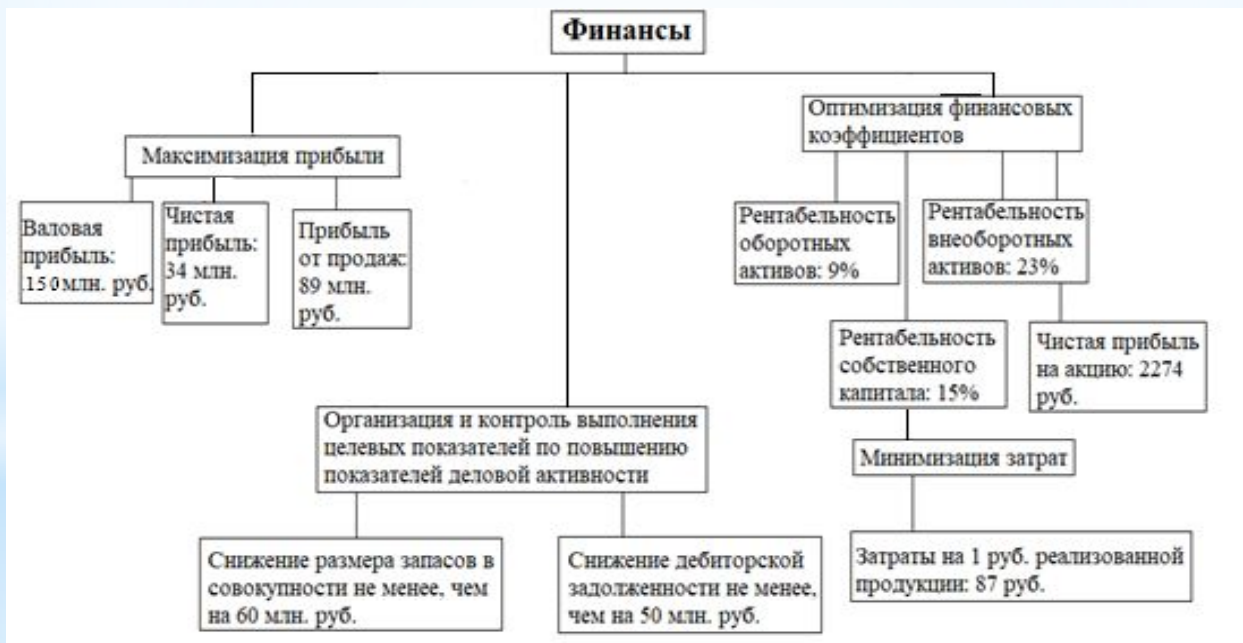 Финансы
Оптимизация финансовых
коэффициентов
Максимизация прибыли
Валовая
прибыль:
.150 млн. руб.
Чистая
прибыль:
34 млн.
руб.
Прибыль
от продаж:
89 млн.
руб.
Рентабельность
оборотных
активов: 9%
Рентабельность
внеоборотных
активов: 23%
Рентабельность
собственного
капитала: 15%
Чистая прибыль
на акцию: 2274
руб.
Организация и контроль выполнения
целевых показателей по повышению
показателей деловой активности
Минимизация затрат
Снижение размера запасов в
совокупности не менее, чем
на 60 млн. руб.
Снижение дебиторской
задолженности не менее,
чем на 50 млн. руб.
Затраты на 1 руб. реализованной
продукции: 87 руб.